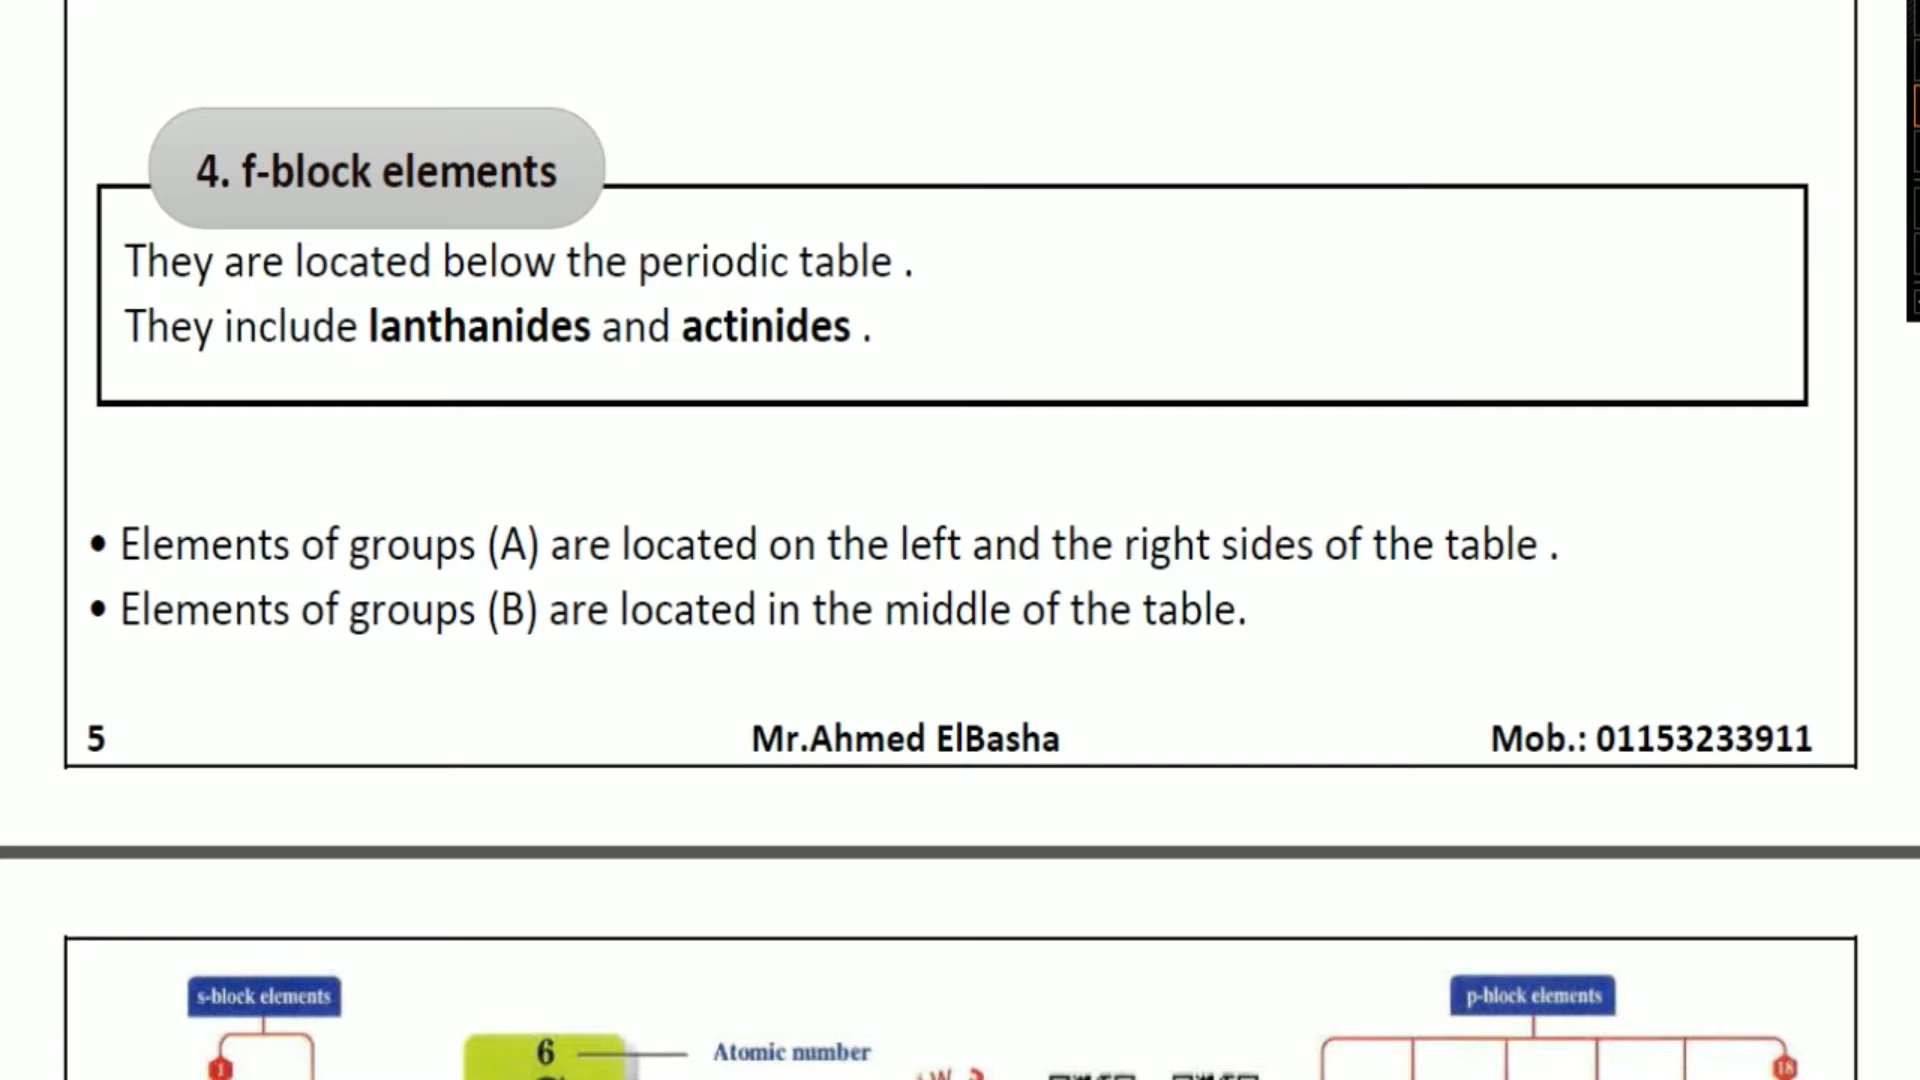 4. f-block elements
They are located below the periodic table .
They include lanthanides and actinides .
• Elements of groups (A) are located on the left and the right sides of the table .
• Elements of groups (B) are located in the middle of the table.
5 Mr.Ahmed ElBasha Mob.: 01153233911
s-block elements p-block elements
6 Atomic number
1 18